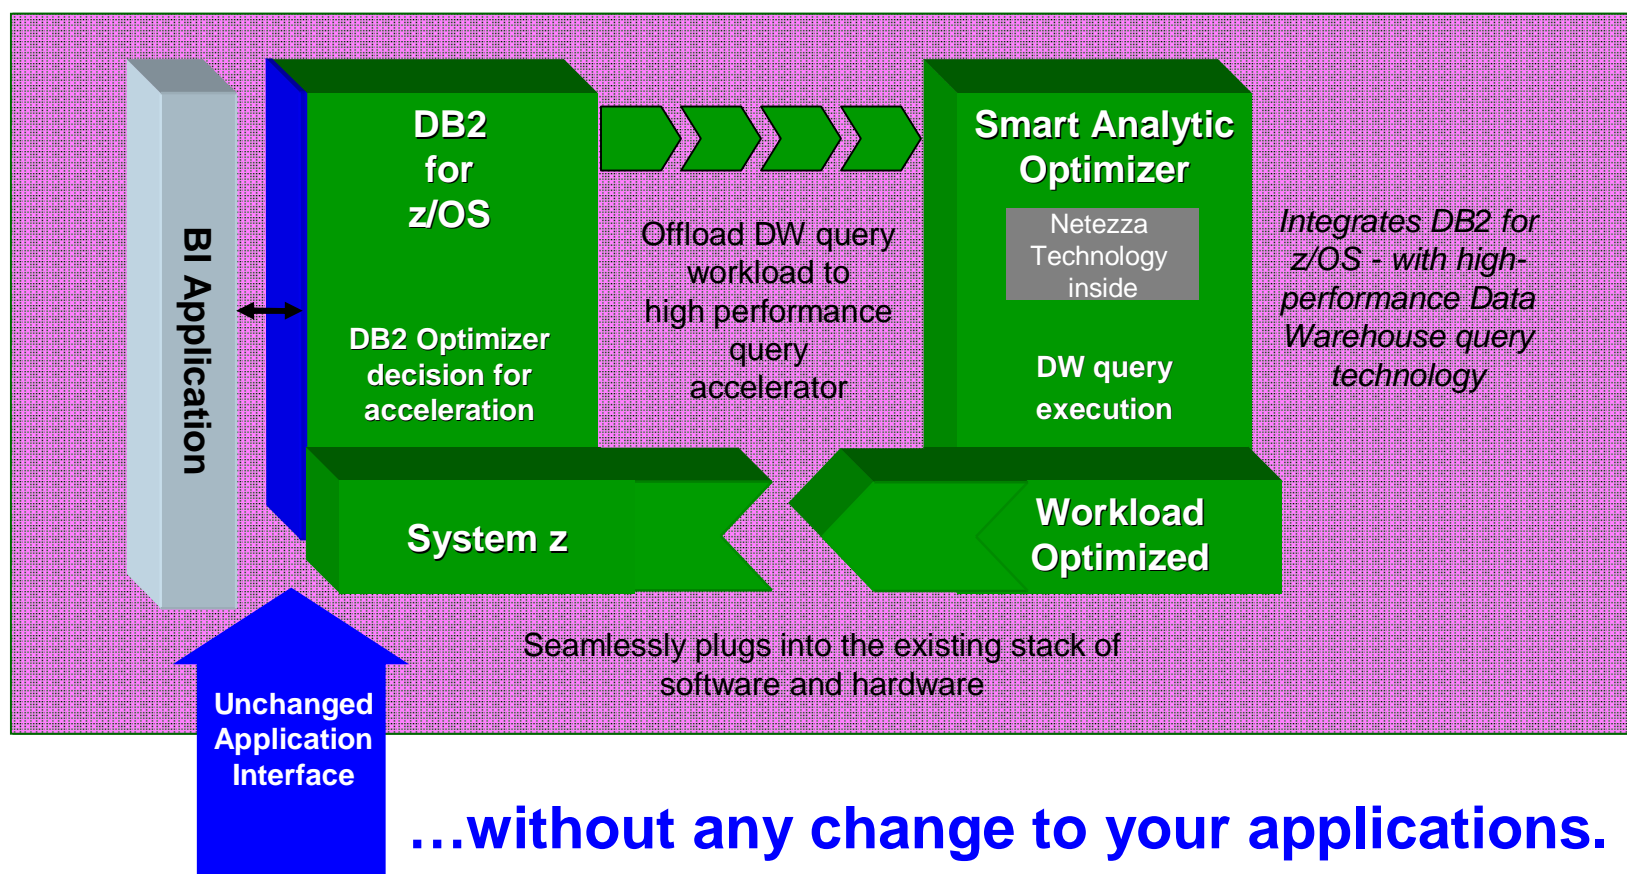 BI Application
DB2
for
z/OS
DB2 Optimizer
decision for
acceleration
Offload DW query
workload to
high performance
query
accelerator
Smart Analytic
Optimizer
Netezza
Technology
inside
DW query
execution
Integrates DB2 for
z/OS - with high-
performance Data
Warehouse query
technology
System z
Workload
Optimized
Seamlessly plugs into the existing stack of
software and hardware
Unchanged
Application
Interface
…without any change to your applications.